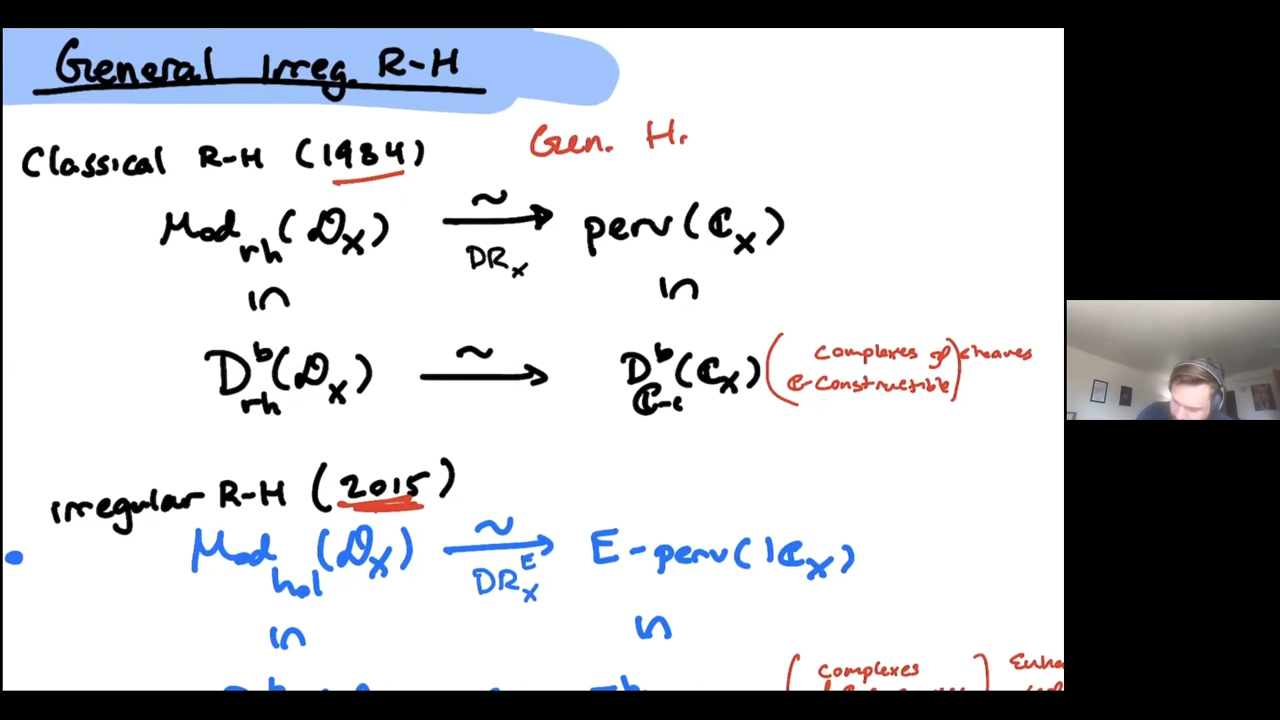 General Irreg. R-H
Classical R-H (1984)
Gen. H.
Mod_rh(𝒟_X) ⥲ perv(ℂ_X)
DR_X
D^b_rh(𝒟_X) ⥲ D^b_ℂ-c(ℂ_X) (complexes of sheaves
ℂ-constructible)
irregular R-H (2015)
Mod_hol(𝒟_X) ⥲ E-perv(Iℂ_X)
DR^E_X
complexes
Enha